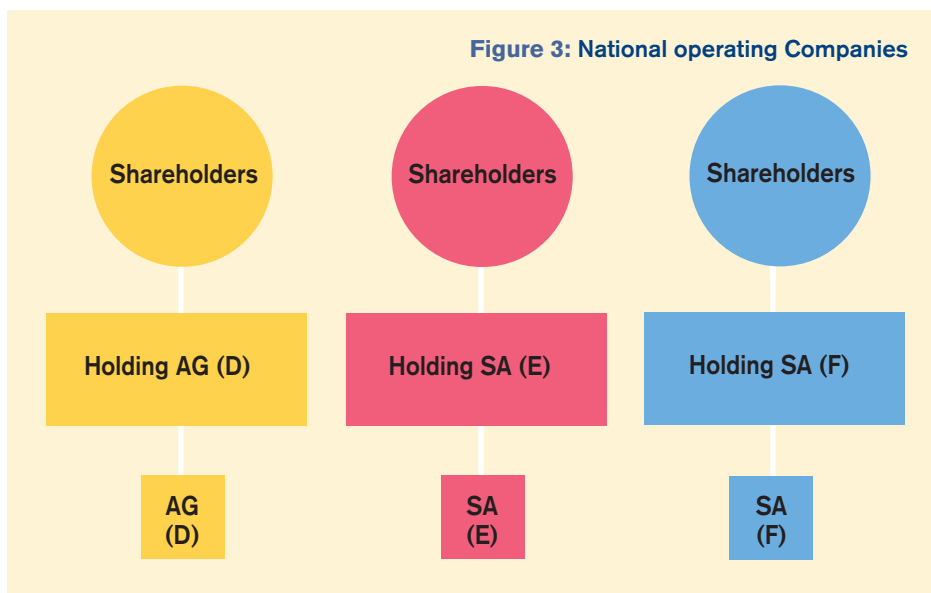 Figure 3: National operating Companies
Shareholders
Shareholders
Shareholders
Holding AG (D)
Holding SA (E)
Holding SA (F)
AG
(D)
SA
(E)
SA
(F)